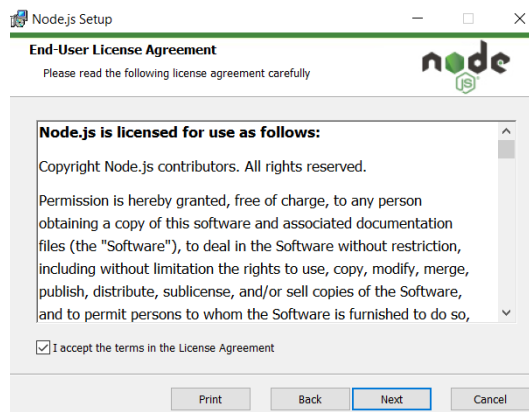 Node.js Setup
End-User License Agreement
Please read the following license agreement carefully
node
JS
Node.js is licensed for use as follows:
Copyright Node.js contributors. All rights reserved.
Permission is hereby granted, free of charge, to any person
obtaining a copy of this software and associated documentation
files (the "Software"), to deal in the Software without restriction,
including without limitation the rights to use, copy, modify, merge,
publish, distribute, sublicense, and/or sell copies of the Software,
and to permit persons to whom the Software is furnished to do so,
I accept the terms in the License Agreement
Print Back Next Cancel